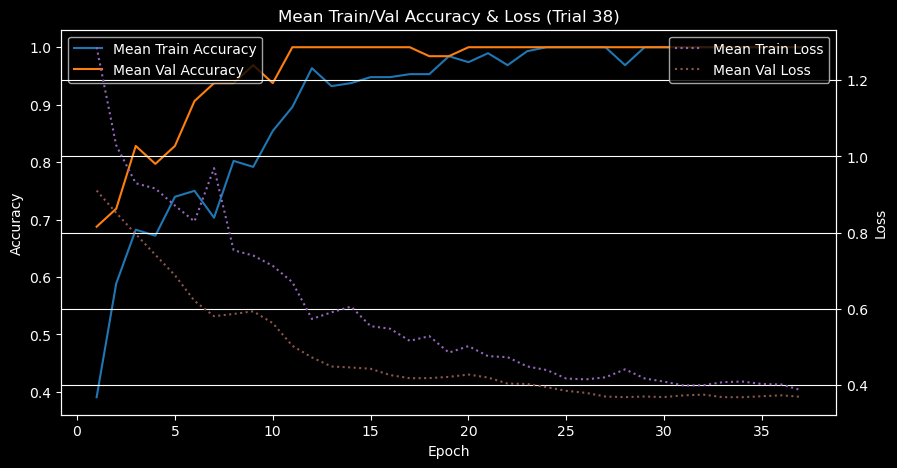 Mean Train/Val Accuracy & Loss (Trial 38)
Mean Train Accuracy
Mean Val Accuracy
Mean Train Loss
Mean Val Loss
1.0
0.9
0.8
0.7
0.6
0.5
0.4
Accuracy
1.2
1.0
0.8
0.6
0.4
Loss
0 5 10 15 20 25 30 35
Epoch